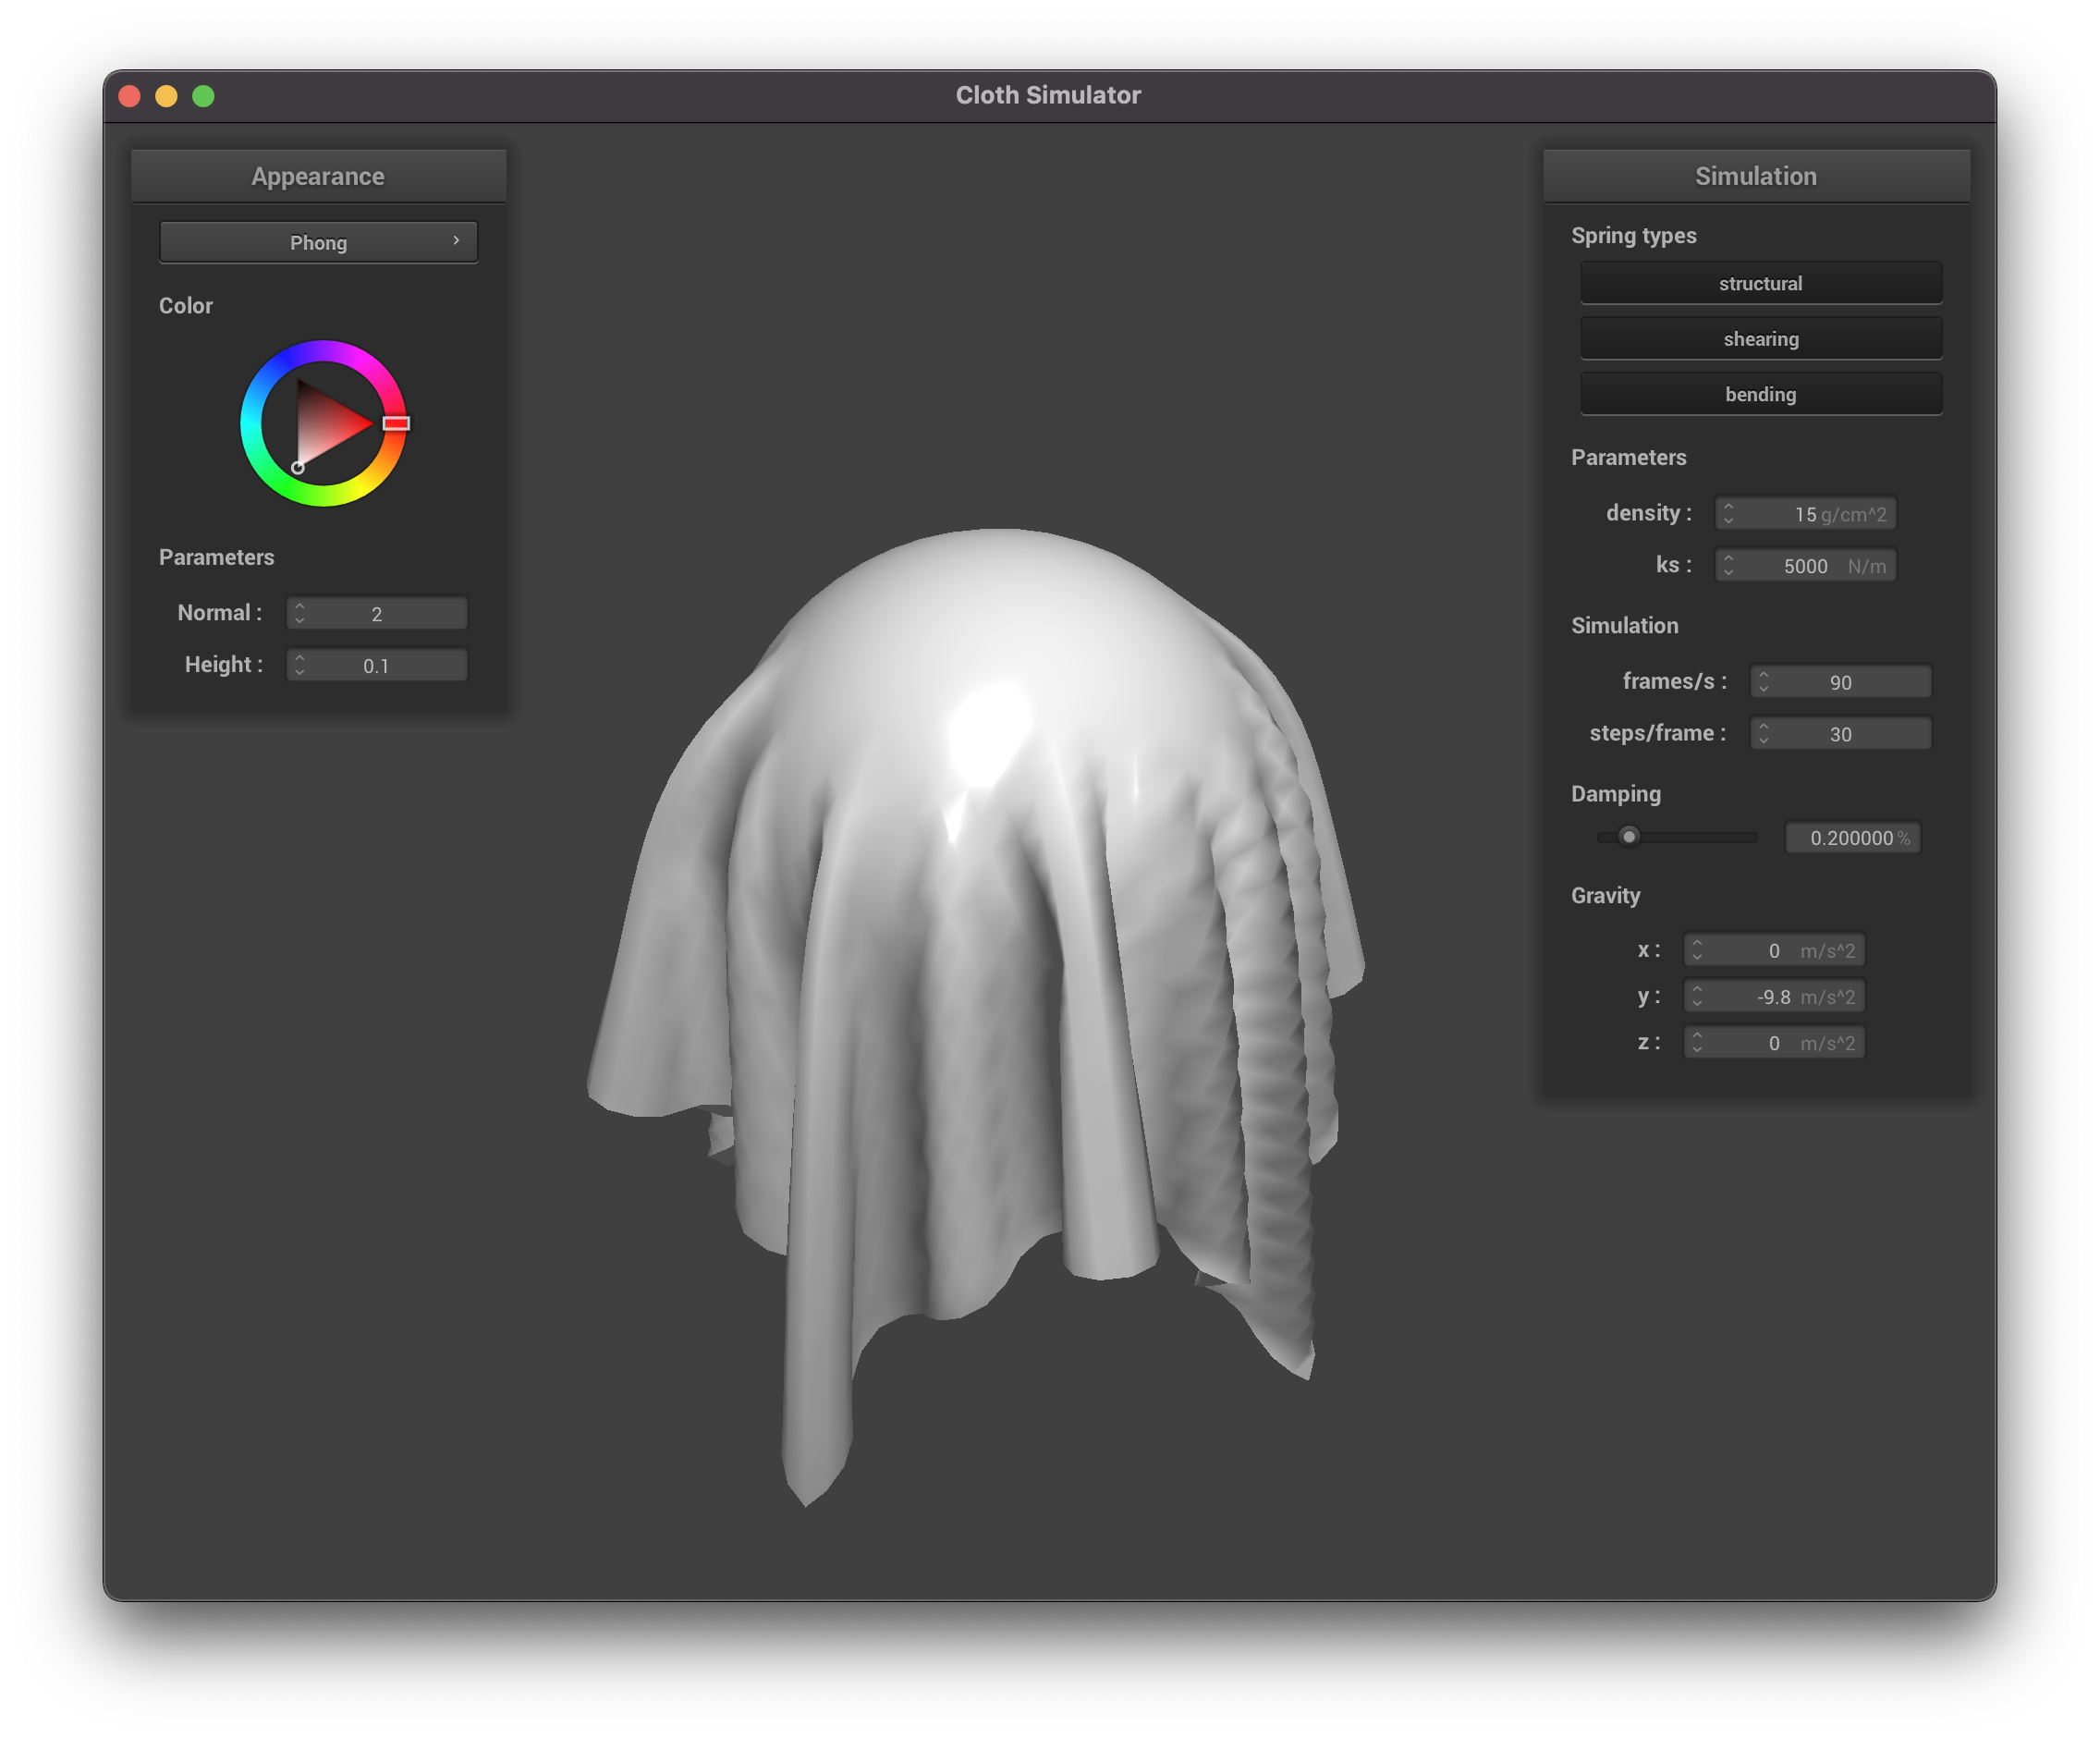 Cloth Simulator
Appearance
Phong
Color
Parameters
Normal : 2
Height : 0.1
Simulation
Spring types
structural
shearing
bending
Parameters
density : 15 g/cm^2
ks : 5000 N/m
Simulation
frames/s : 90
steps/frame : 30
Damping
0.200000 %
Gravity
x : 0 m/s^2
y : -9.8 m/s^2
z : 0 m/s^2